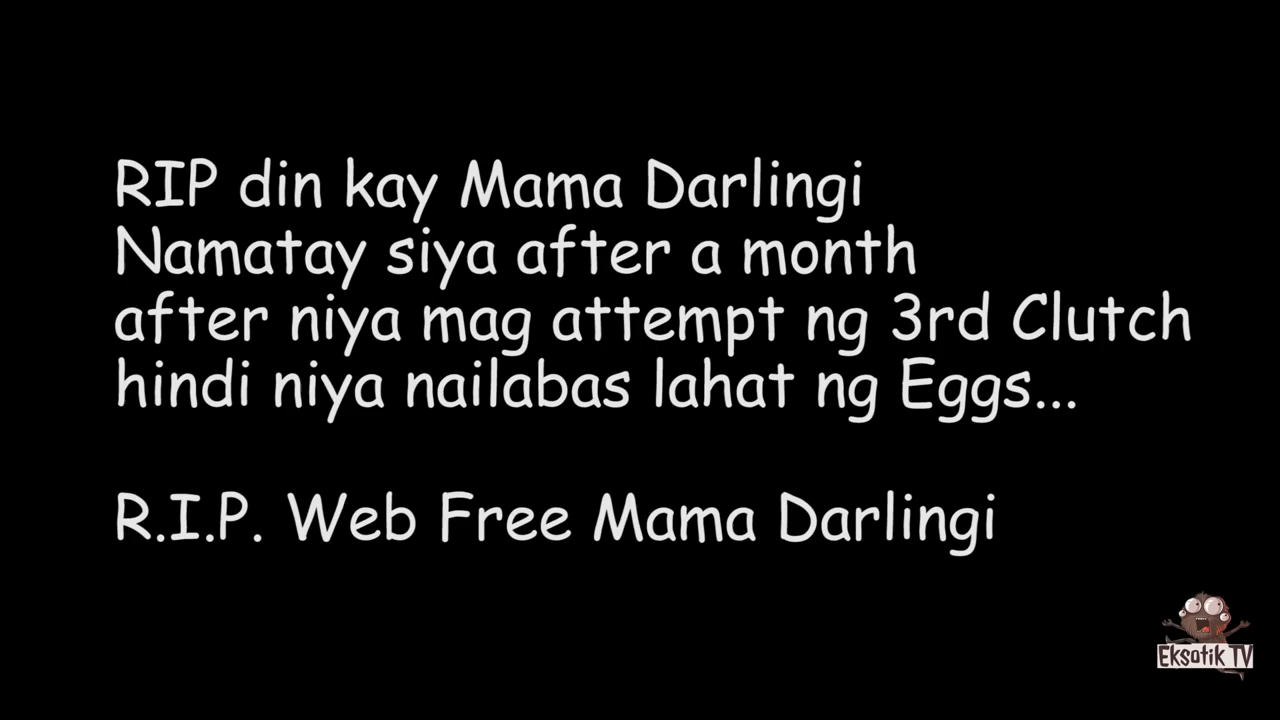 RIP din kay Mama Darlingi
Namatay siya after a month
after niya mag attempt ng 3rd Clutch
hindi niya nailabas lahat ng Eggs...
R.I.P. Web Free Mama Darlingi
Eksotik TV